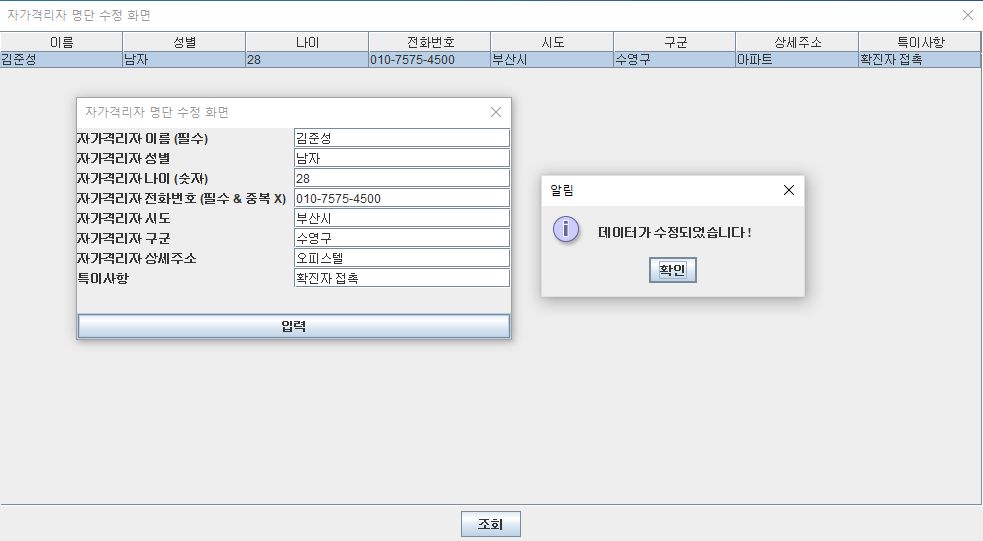 자가격리자 명단 수정 화면
이름 성별 나이 전화번호 시도 구군 상세주소 특이사항
김준성 남자 28 010-7575-4500 부산시 수영구 아파트 확진자 접촉
자가격리자 명단 수정 화면
자가격리자 이름 (필수) 김준성
자가격리자 성별 남자
자가격리자 나이 (숫자) 28
자가격리자 전화번호 (필수 & 중복 X) 010-7575-4500
자가격리자 시도 부산시
자가격리자 구군 수영구
자가격리자 상세주소 오피스텔
특이사항 확진자 접촉
입력
알림
데이터가 수정되었습니다!
확인
조회